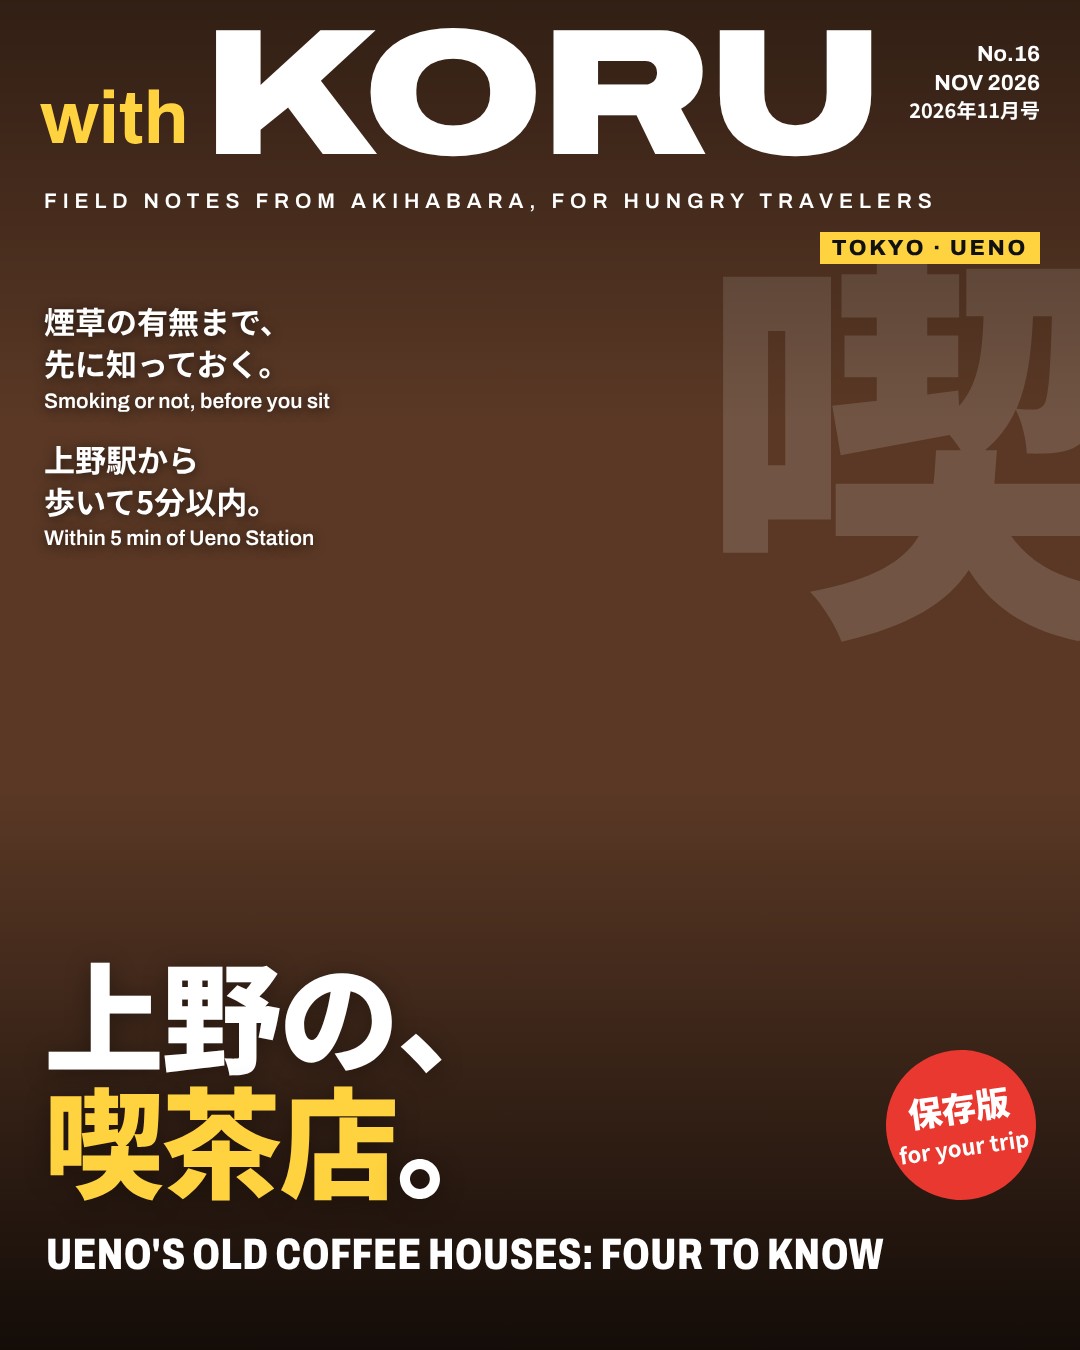 with KORU
No.16
NOV 2026
2026年11月号
FIELD NOTES FROM AKIHABARA, FOR HUNGRY TRAVELERS
TOKYO · UENO
喫
煙草の有無まで、
先に知っておく。
Smoking or not, before you sit
上野駅から
歩いて5分以内。
Within 5 min of Ueno Station
上野の、
喫茶店。
保存版
for your trip
UENO'S OLD COFFEE HOUSES: FOUR TO KNOW